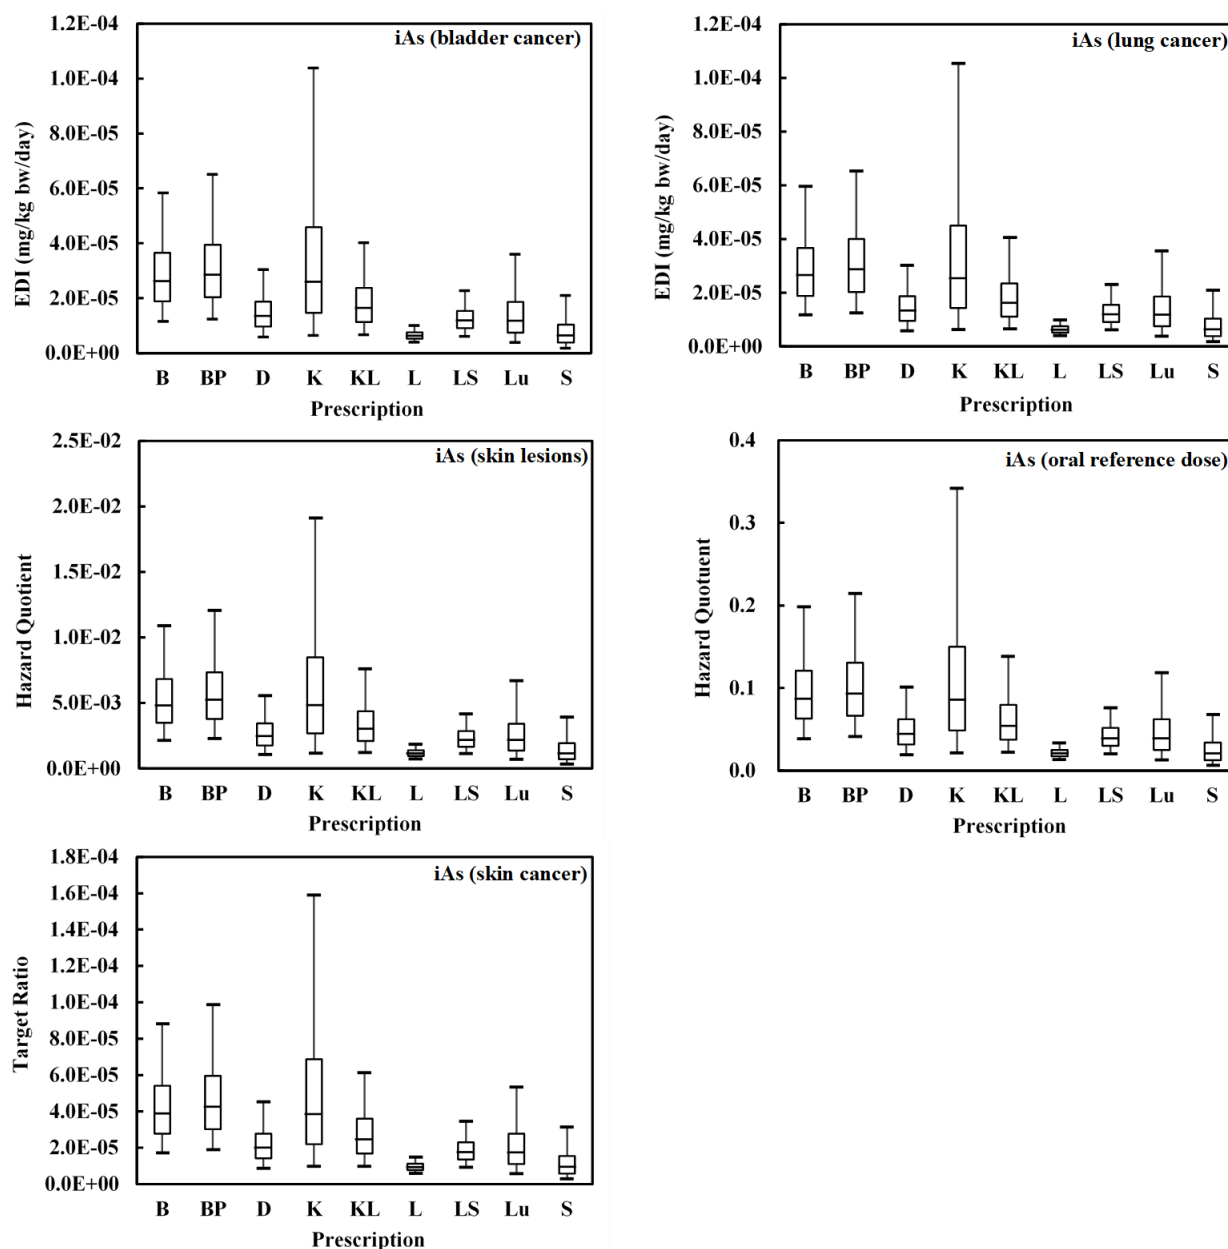 iAs (bladder cancer)
EDI (mg/kg bw/day)
1.2E-04
1.0E-04
8.0E-05
6.0E-05
4.0E-05
2.0E-05
0.0E+00
B BP D K KL L LS Lu S
Prescription
iAs (lung cancer)
EDI (mg/kg bw/day)
1.2E-04
1.0E-04
8.0E-05
6.0E-05
4.0E-05
2.0E-05
0.0E+00
B BP D K KL L LS Lu S
Prescription
iAs (skin lesions)
Hazard Quotient
2.5E-02
2.0E-02
1.5E-02
1.0E-02
5.0E-03
0.0E+00
B BP D K KL L LS Lu S
Prescription
iAs (oral reference dose)
Hazard Quotuent
0.4
0.3
0.2
0.1
0.0
B BP D K KL L LS Lu S
Prescription
iAs (skin cancer)
Target Ratio
1.8E-04
1.6E-04
1.4E-04
1.2E-04
1.0E-04
8.0E-05
6.0E-05
4.0E-05
2.0E-05
0.0E+00
B BP D K KL L LS Lu S
Prescription